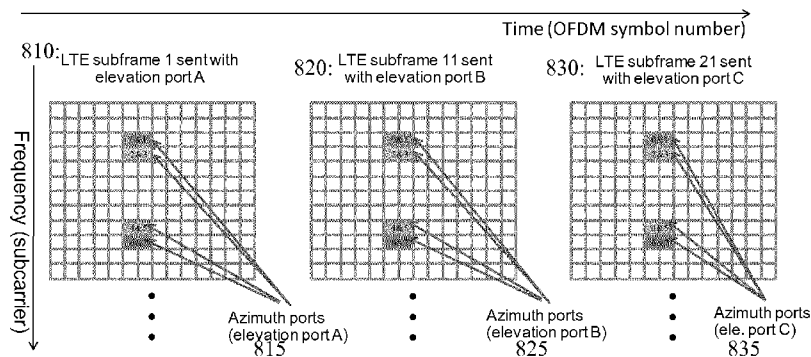 Time (OFDM symbol number)
810:
LTE subframe 1 sent with
elevation port A
820:
LTE subframe 11 sent
with elevation port B
830:
LTE subframe 21 sent
with elevation port C
Frequency (subcarrier)
Azimuth ports
(elevation port A)
815
Azimuth ports
(elevation port B)
825
Azimuth ports
(ele. port C)
835